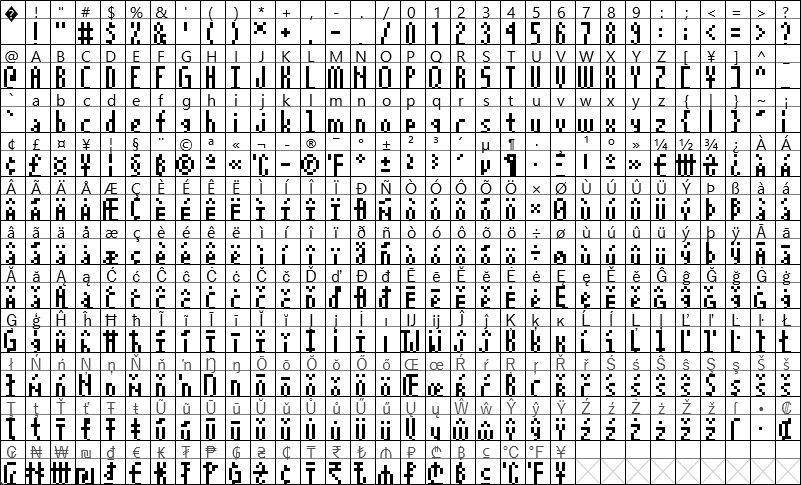 � ! " # $ % & ' ( ) * + , - . / 0 1 2 3 4 5 6 7 8 9 : ; < = > ?
@ A B C D E F G H I J K L M N O P Q R S T U V W X Y Z [ ¥ ] ^ _
` a b c d e f g h i j k l m n o p q r s t u v w x y z { | } ~ ¡
¢ £ ¤ ¥ ¦ § ¨ © ª « ¬ - ® ¯ ° ± ² ³ ´ µ ¶ · ¸ ¹ º » ¼ ½ ¾ ¿ À Á
Â Ã Ä Å Æ Ç È É Ê Ë Ì Í Î Ï Ð Ñ Ò Ó Ô Õ Ö × Ø Ù Ú Û Ü Ý Þ ß à á
â ã ä å æ ç è é ê ë ì í î ï ð ñ ò ó ô õ ö ÷ ø ù ú û ü ý þ ÿ Ā ā
Ă ă Ą ą Ć ć Ĉ ĉ Ċ ċ Č č Ď ď Đ đ Ē ē Ĕ ĕ Ė ė Ę ę Ě ě Ĝ ĝ Ğ ğ Ġ ġ
Ģ ģ Ĥ ĥ Ħ ħ Ĩ ĩ Ī ī Ĭ ĭ Į į İ ı Ĳ ĳ Ĵ ĵ Ķ ķ ĸ Ĺ ĺ Ļ ļ Ľ ľ Ŀ ŀ Ł
ł Ń ń Ņ ņ Ň ň ŉ Ŋ ŋ Ō ō Ŏ ŏ Ő ő Œ œ Ŕ ŕ Ŗ ŗ Ř ř Ś ś Ŝ ŝ Ş ş Š š
Ţ ţ Ť ť Ŧ ŧ Ũ ũ Ū ū Ŭ ŭ Ů ů Ű ű Ų ų Ŵ ŵ Ŷ ŷ Ÿ Ź ź Ż ż Ž ž ſ • ₡
₢ ₦ ₩ ₪ ₫ € ₭ ₮ ₱ ₲ ₴ ₵ ₸ ₹ ₺ ₼ ₽ ₾ ₿ ⃀ ℃ ℉ ¥